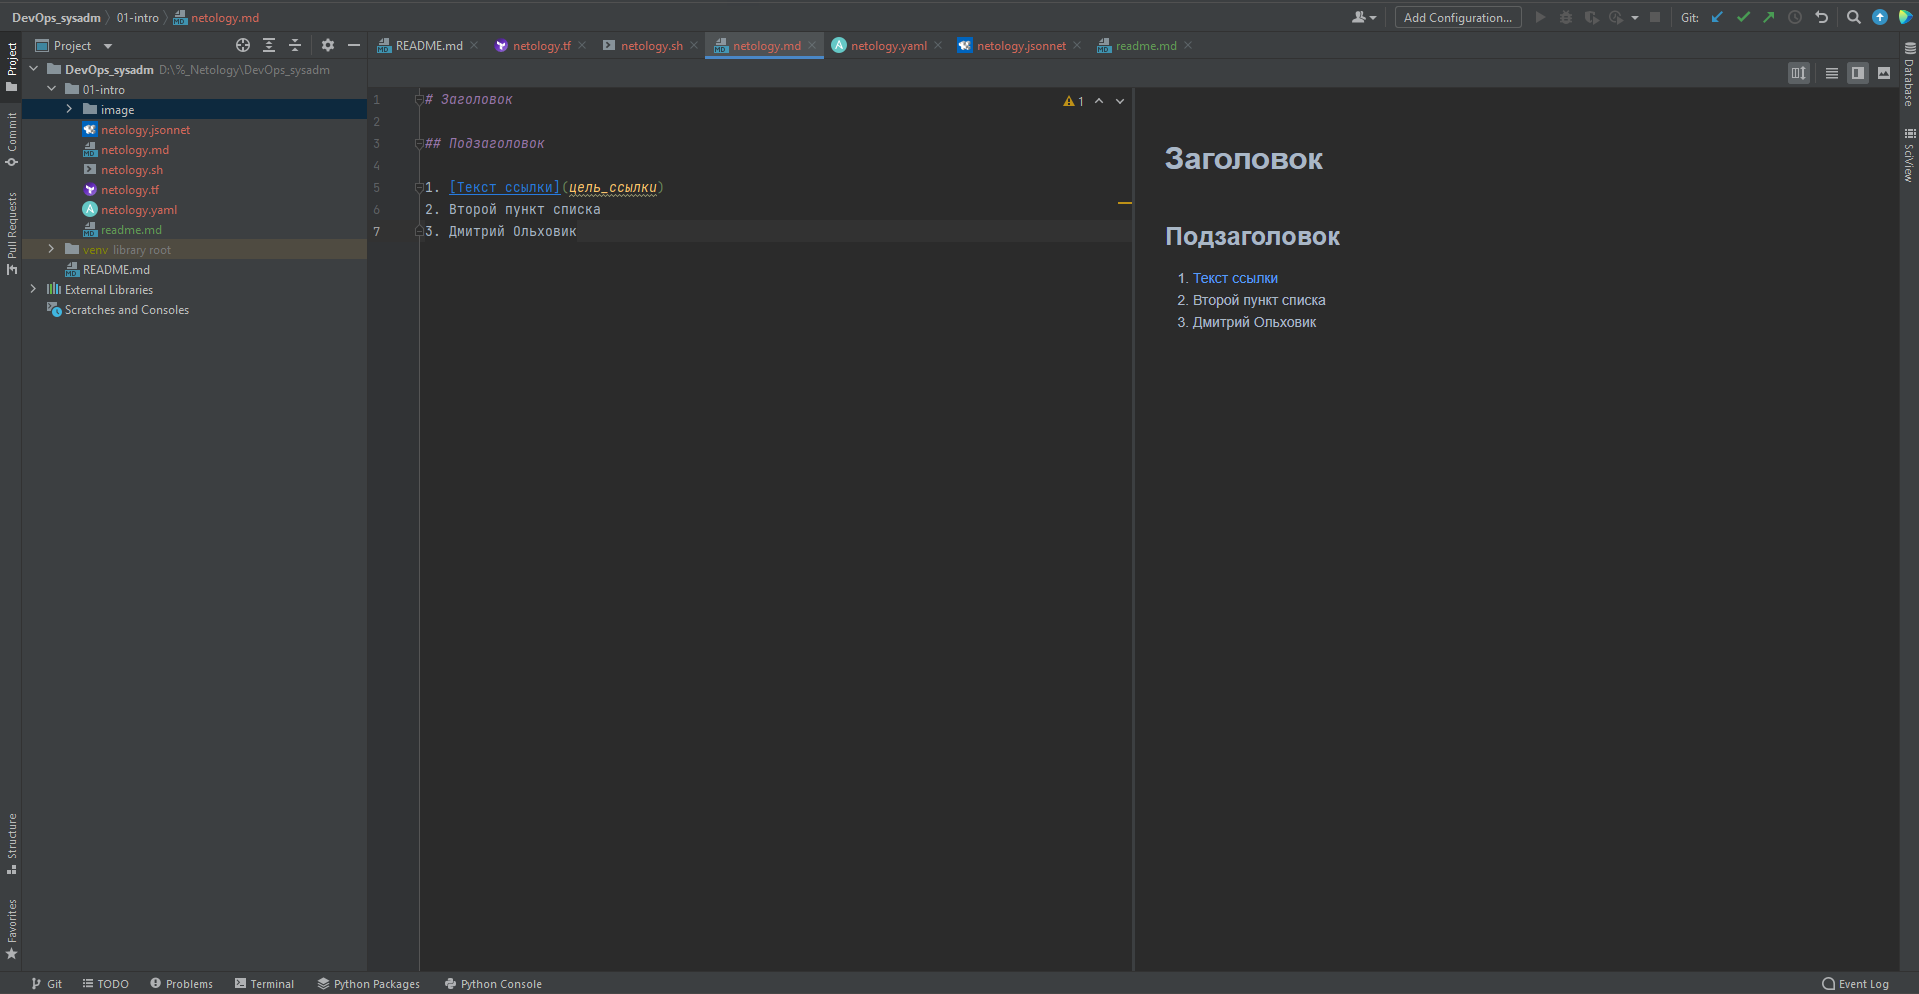 DevOps_sysadm 01-intro netology.md
Add Configuration...
Git:
Project
README.md netology.tf netology.sh netology.md netology.yaml netology.jsonnet readme.md
DevOps_sysadm D:\%_Netology\DevOps_sysadm
01-intro
image
netology.jsonnet
netology.md
netology.sh
netology.tf
netology.yaml
readme.md
venv library root
README.md
External Libraries
Scratches and Consoles
Project
Commit
Pull Requests
Structure
Favorites
1 # Заголовок
2
3 ## Подзаголовок
4
5 1. [Текст ссылки](цель_ссылки)
6 2. Второй пункт списка
7 3. Дмитрий Ольховик
1
Заголовок
Подзаголовок
1. Текст ссылки
2. Второй пункт списка
3. Дмитрий Ольховик
Database
SciView
Git TODO Problems Terminal Python Packages Python Console Event Log